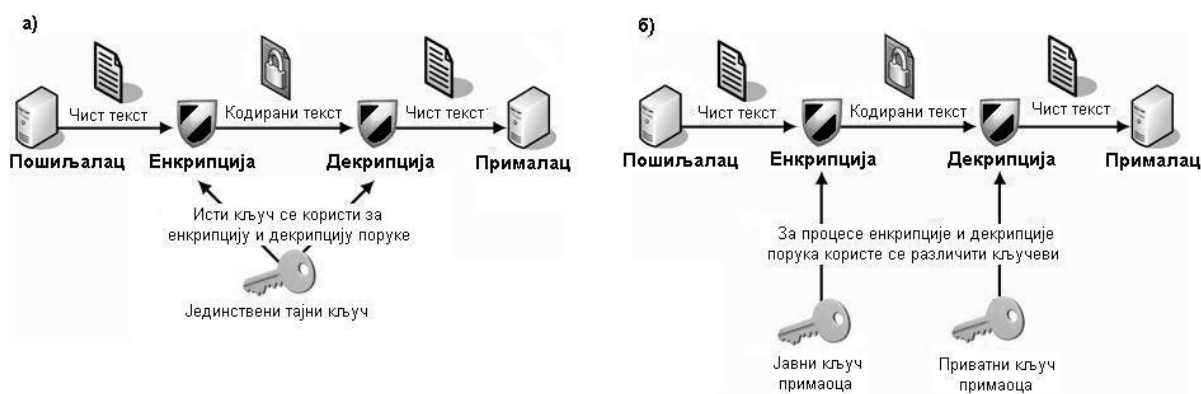 а)
Чист текст
Кодирани текст
Чист текст
Пошиљалац
Енкрипција
Декрипција
Прималац
Исти кључ се користи за
енкрипцију и декрипцију поруке
Јединствени тајни кључ
б)
Чист текст
Кодирани текст
Чист текст
Пошиљалац
Енкрипција
Декрипција
Прималац
За процесе енкрипције и декрипције
порука користе се различити кључеви
Јавни кључ
примаоца
Приватни кључ
примаоца